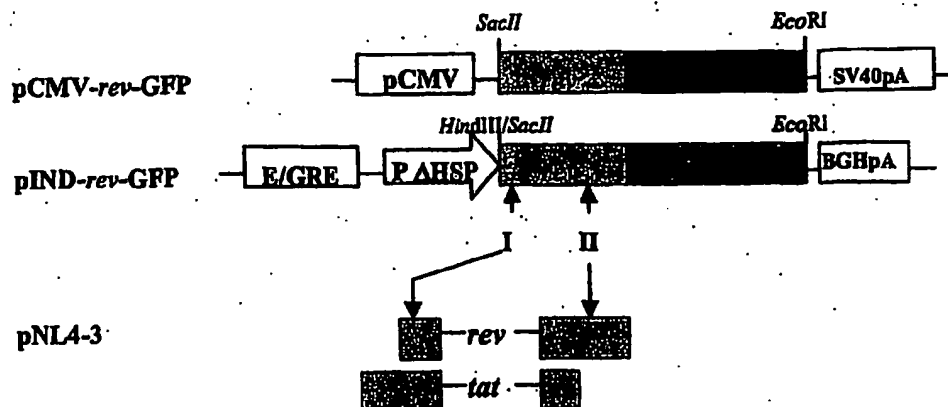 SacII EcoRI
pCMV-rev-GFP pCMV SV40pA
HindIII/SacII EcoRI
pIND-rev-GFP E/GRE P ΔHSP BGHpA
I II
pNL4-3 rev
tat